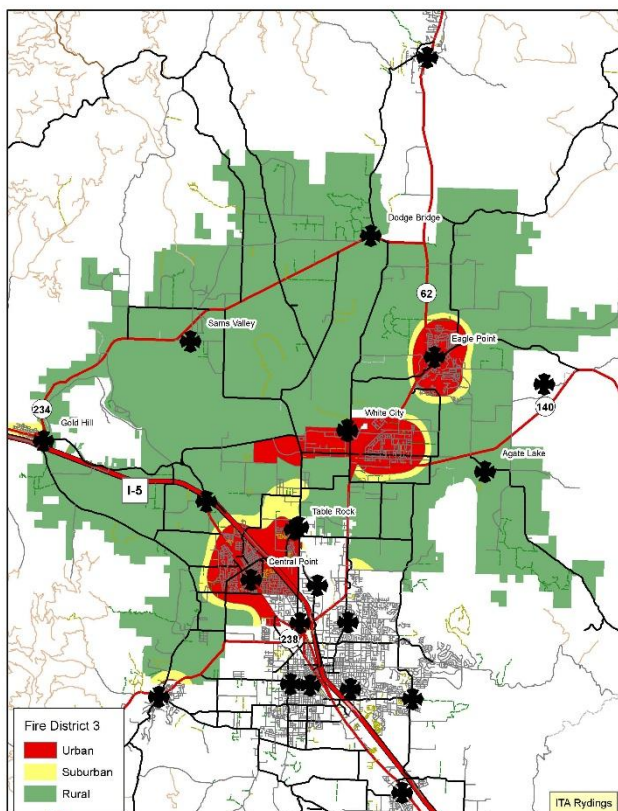 Dodge Bridge
62
Sams Valley
Eagle Point
234
140
Gold Hill
White City
Agate Lake
I-5
Table Rock
Central Point
238
Fire District 3
Urban
Suburban
Rural
ITA Rydings